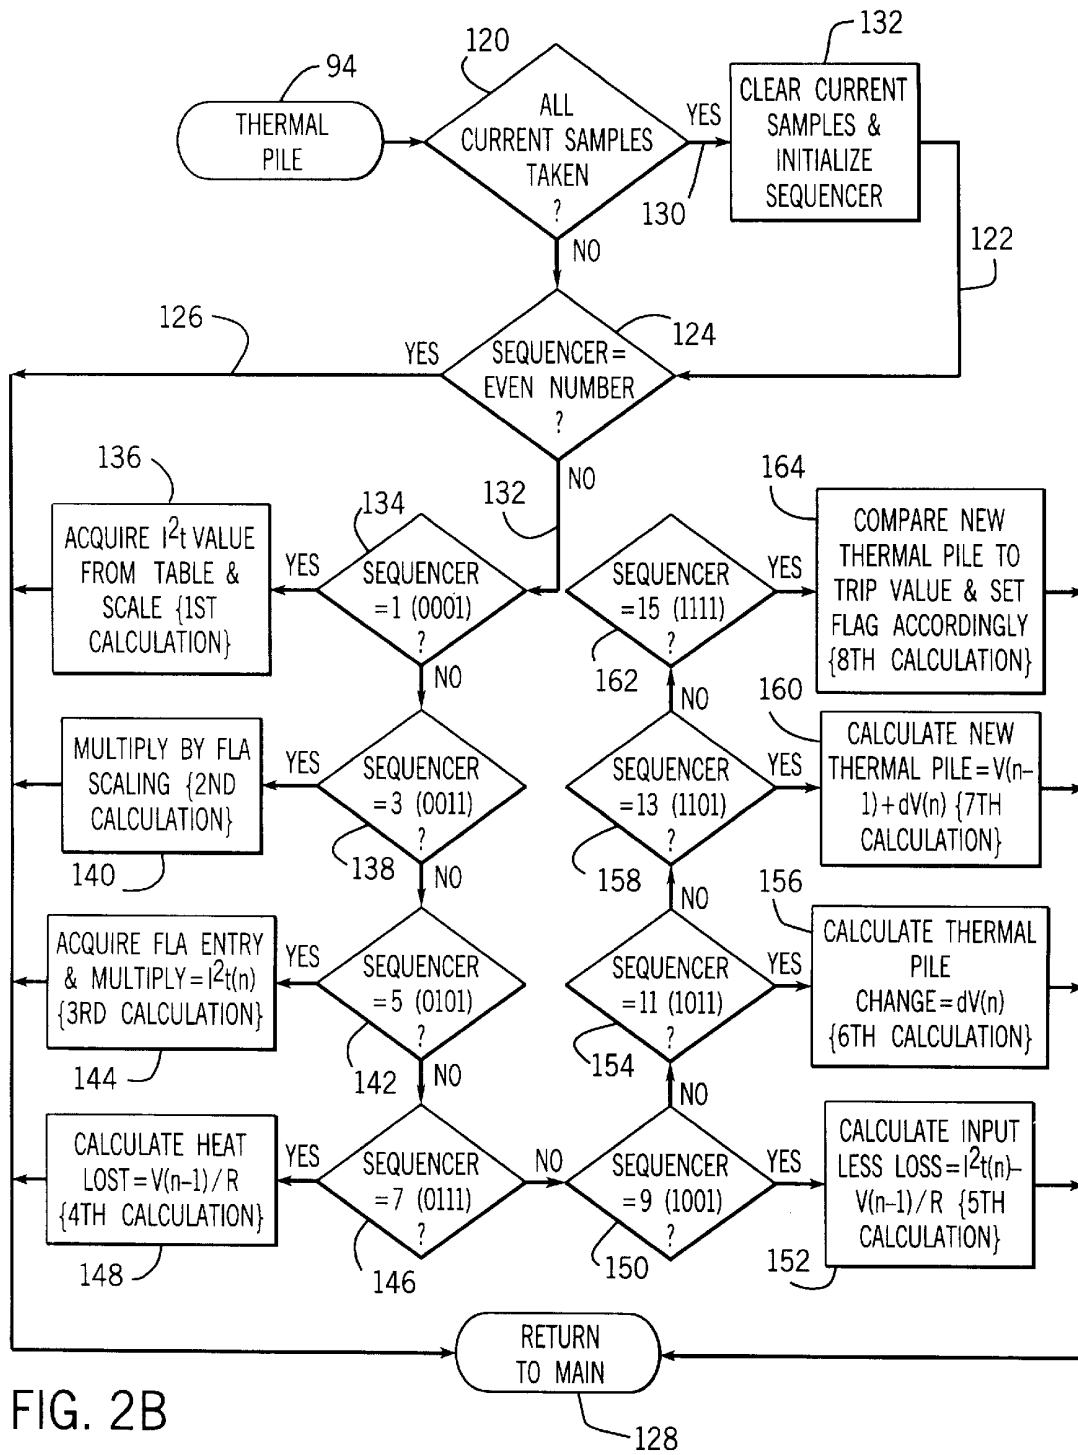 94
THERMAL
PILE
120
ALL
CURRENT SAMPLES
TAKEN
?
YES
130
132
CLEAR CURRENT
SAMPLES &
INITIALIZE
SEQUENCER
122
NO
124
SEQUENCER=
EVEN NUMBER
?
YES
126
NO
132
134
SEQUENCER
=1 (0001)
?
YES
136
ACQUIRE I²t VALUE
FROM TABLE &
SCALE {1ST
CALCULATION}
NO
SEQUENCER
=3 (0011)
?
138
YES
MULTIPLY BY FLA
SCALING {2ND
CALCULATION}
140
NO
SEQUENCER
=5 (0101)
?
142
YES
ACQUIRE FLA ENTRY
& MULTIPLY=I²t(n)
{3RD CALCULATION}
144
NO
SEQUENCER
=7 (0111)
?
146
YES
CALCULATE HEAT
LOST=V(n-1)/R
{4TH CALCULATION}
148
NO
SEQUENCER
=9 (1001)
?
150
YES
CALCULATE INPUT
LESS LOSS=I²t(n)-
V(n-1)/R {5TH
CALCULATION}
152
NO
SEQUENCER
=11 (1011)
?
154
YES
156
CALCULATE THERMAL
PILE
CHANGE=dV(n)
{6TH CALCULATION}
NO
SEQUENCER
=13 (1101)
?
158
YES
160
CALCULATE NEW
THERMAL PILE=V(n-
1)+dV(n) {7TH
CALCULATION}
NO
SEQUENCER
=15 (1111)
?
162
YES
164
COMPARE NEW
THERMAL PILE TO
TRIP VALUE & SET
FLAG ACCORDINGLY
{8TH CALCULATION}
RETURN
TO MAIN
128
FIG. 2B